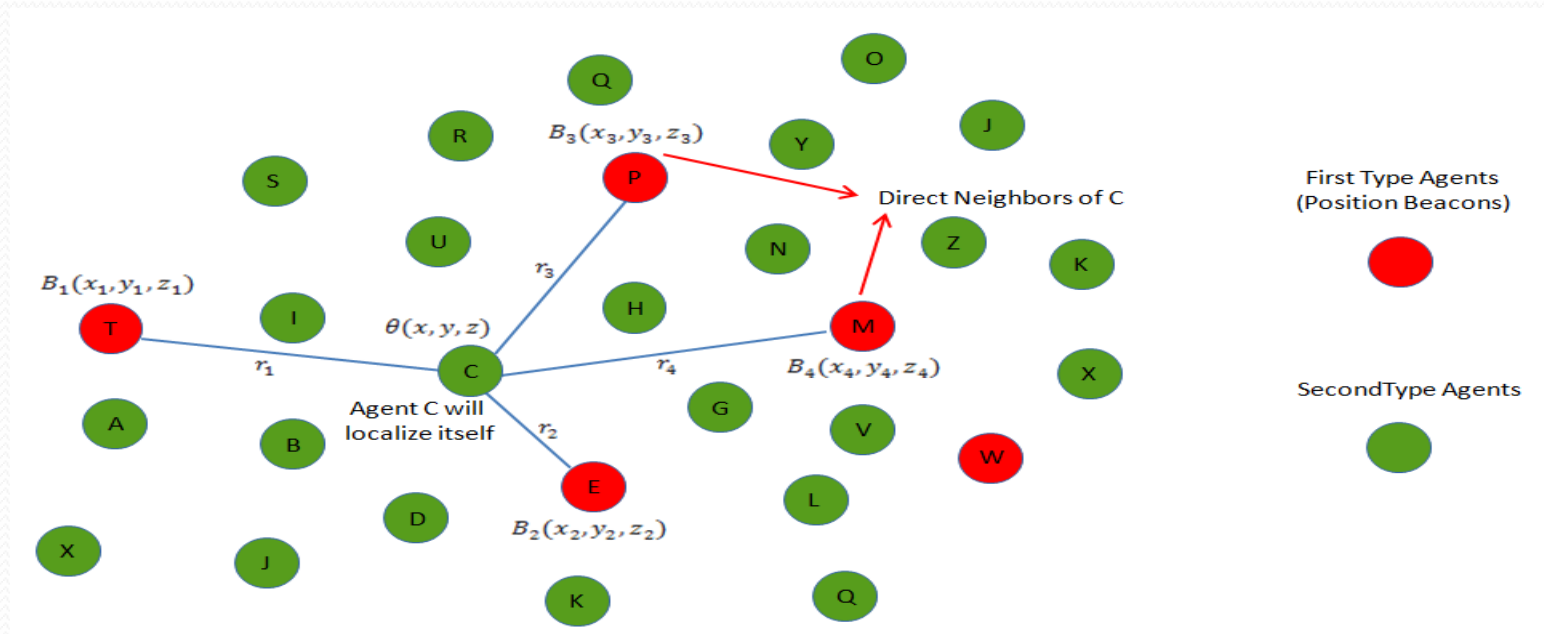 O
Q
J
R
B₃(x₃, y₃, z₃)
Y
P
S
First Type Agents
(Position Beacons)
Direct Neighbors of C
U
N
Z
K
r₃
B₁(x₁, y₁, z₁)
H
I
T
θ(x, y, z)
M
r₁
r₄
B₄(x₄, y₄, z₄)
C
X
SecondType Agents
Agent C will
localize itself
G
A
r₂
V
B
W
E
L
D
B₂(x₂, y₂, z₂)
X
J
K
Q